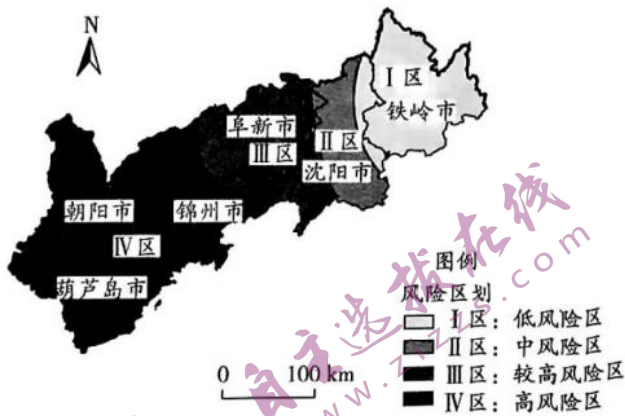 N
Ⅰ区
铁岭市
阜新市
Ⅲ区
Ⅱ区
沈阳市
朝阳市
锦州市
Ⅳ区
葫芦岛市
图例
风险区划
Ⅰ区：低风险区
Ⅱ区：中风险区
Ⅲ区：较高风险区
Ⅳ区：高风险区
0 100 km
自主选拔在线
www.zizzs.com